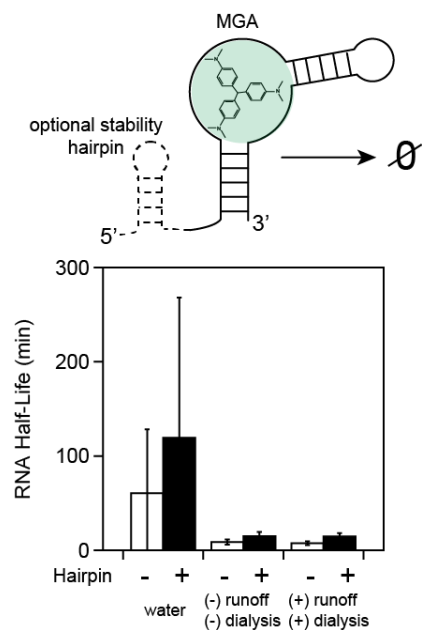 MGA
optional stability
hairpin
Ø
5’
3’
300
200
100
0
RNA Half-Life (min)
Hairpin - + - + - +
water (-) runoff (+) runoff
(-) dialysis (+) dialysis